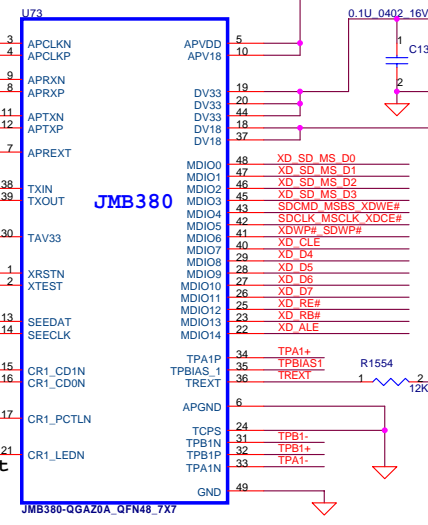 U73
0.1U_0402_16V
3 APCLKN APVDD 5
4 APCLKP APV18 10
1
C13
2
9 APRXN
8 APRXP DV33 19
DV33 20
11 APTXN DV33 44
12 APTXP DV18 18
DV18 37
7 APREXT
MDIO0 48 XD_SD_MS_D0
MDIO1 47 XD_SD_MS_D1
38 TXIN MDIO2 46 XD_SD_MS_D2
39 TXOUT JMB380 MDIO3 45 XD_SD_MS_D3
MDIO4 43 SDCMD_MSBS_XDWE#
MDIO5 42 SDCLK_MSCLK_XDCE#
30 TAV33 MDIO6 41 XDWP#_SDWP#
MDIO7 40 XD_CLE
MDIO8 29 XD_D4
1 XRSTN MDIO9 28 XD_D5
2 XTEST MDIO10 27 XD_D6
MDIO11 26 XD_D7
MDIO12 25 XD_RE#
13 SEEDAT MDIO13 23 XD_RB#
14 SEECLK MDIO14 22 XD_ALE
TPA1P 34 TPA1+
15 CR1_CD1N TPBIAS_1 35 TPBIAS1 R1554
16 CR1_CD0N TREXT 36 TREXT 1 2
12K
APGND 6
17 CR1_PCTLN
TCPS 24
TPB1N 31 TPB1-
21 CR1_LEDN TPB1P 32 TPB1+
t TPA1N 33 TPA1-
GND 49
JMB380-QGAZ0A_QFN48_7X7